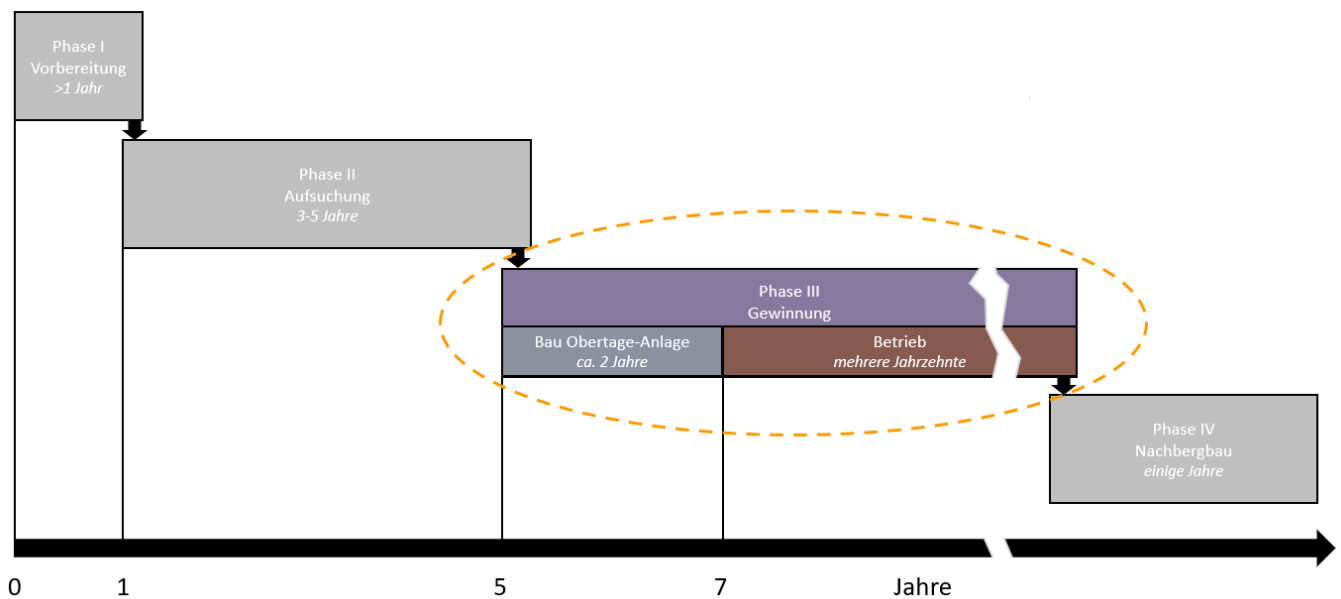 Phase I
Vorbereitung
>1 Jahr
Phase II
Aufsuchung
3-5 Jahre
Phase III
Gewinnung
Bau Obertage-Anlage
ca. 2 Jahre
Betrieb
mehrere Jahrzehnte
Phase IV
Nachbergbau
einige Jahre
0 1 5 7 Jahre